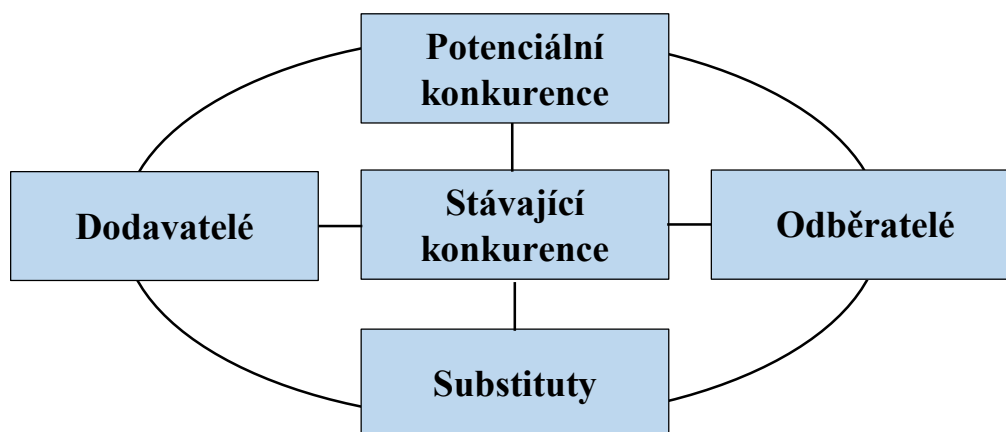 Potenciální
konkurence
Dodavatelé
Stávající
konkurence
Odběratelé
Substituty